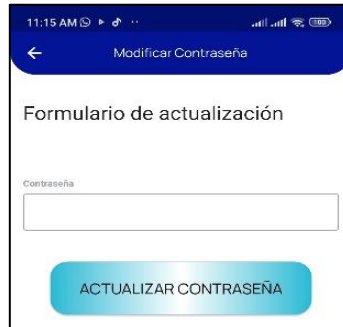 11:15 AM
Modificar Contraseña
Formulario de actualización
Contraseña
ACTUALIZAR CONTRASEÑA